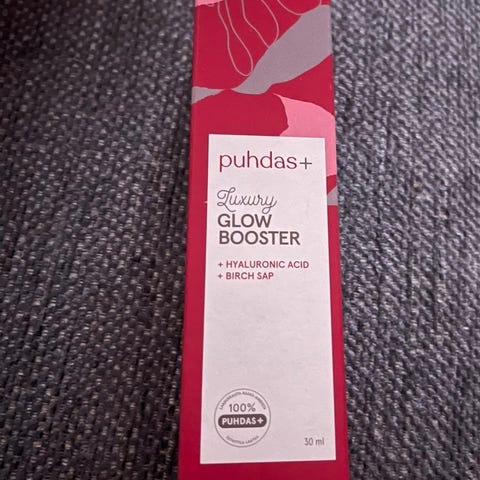 puhdas+
Luxury
GLOW
BOOSTER
+ HYALURONIC ACID
+ BIRCH SAP
100%
PUHDAS+
30 ml